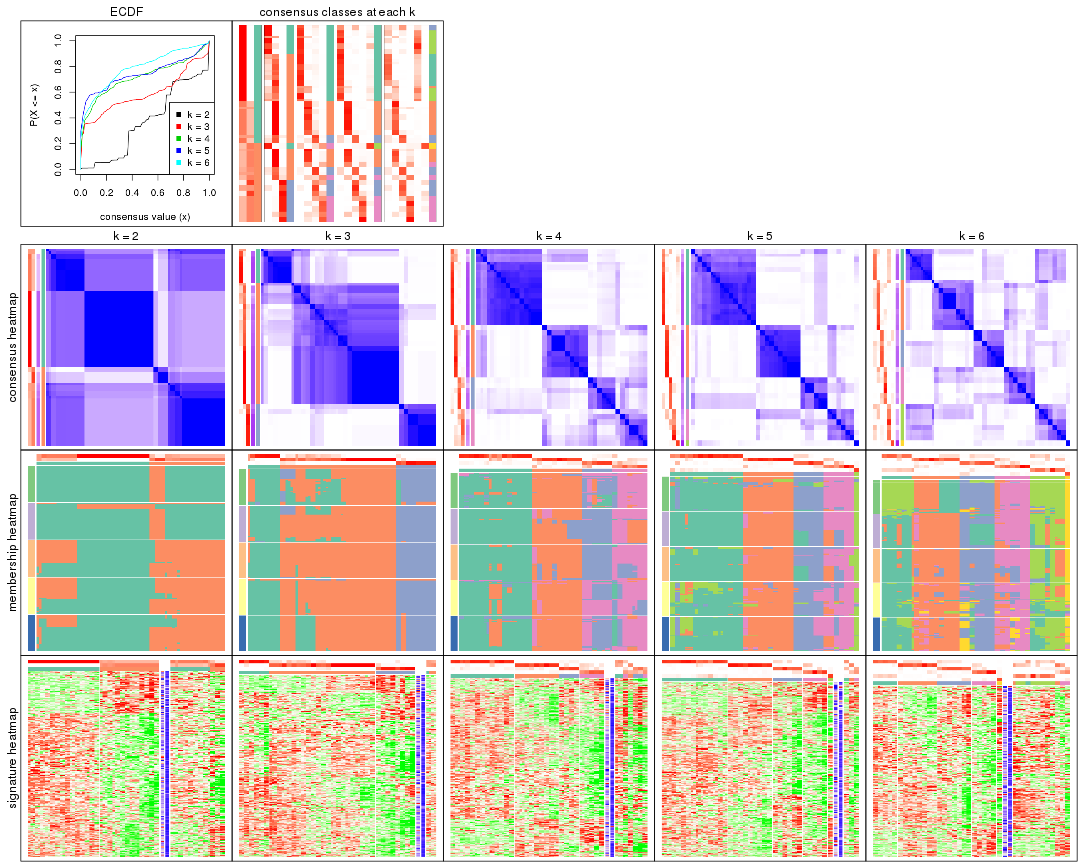 ECDF
consensus classes at each k
P(X <= x)
0.0 0.2 0.4 0.6 0.8 1.0
k = 2
k = 3
k = 4
k = 5
k = 6
0.0 0.2 0.4 0.6 0.8 1.0
consensus value (x)
k = 2
k = 3
k = 4
k = 5
k = 6
consensus heatmap
membership heatmap
signature heatmap